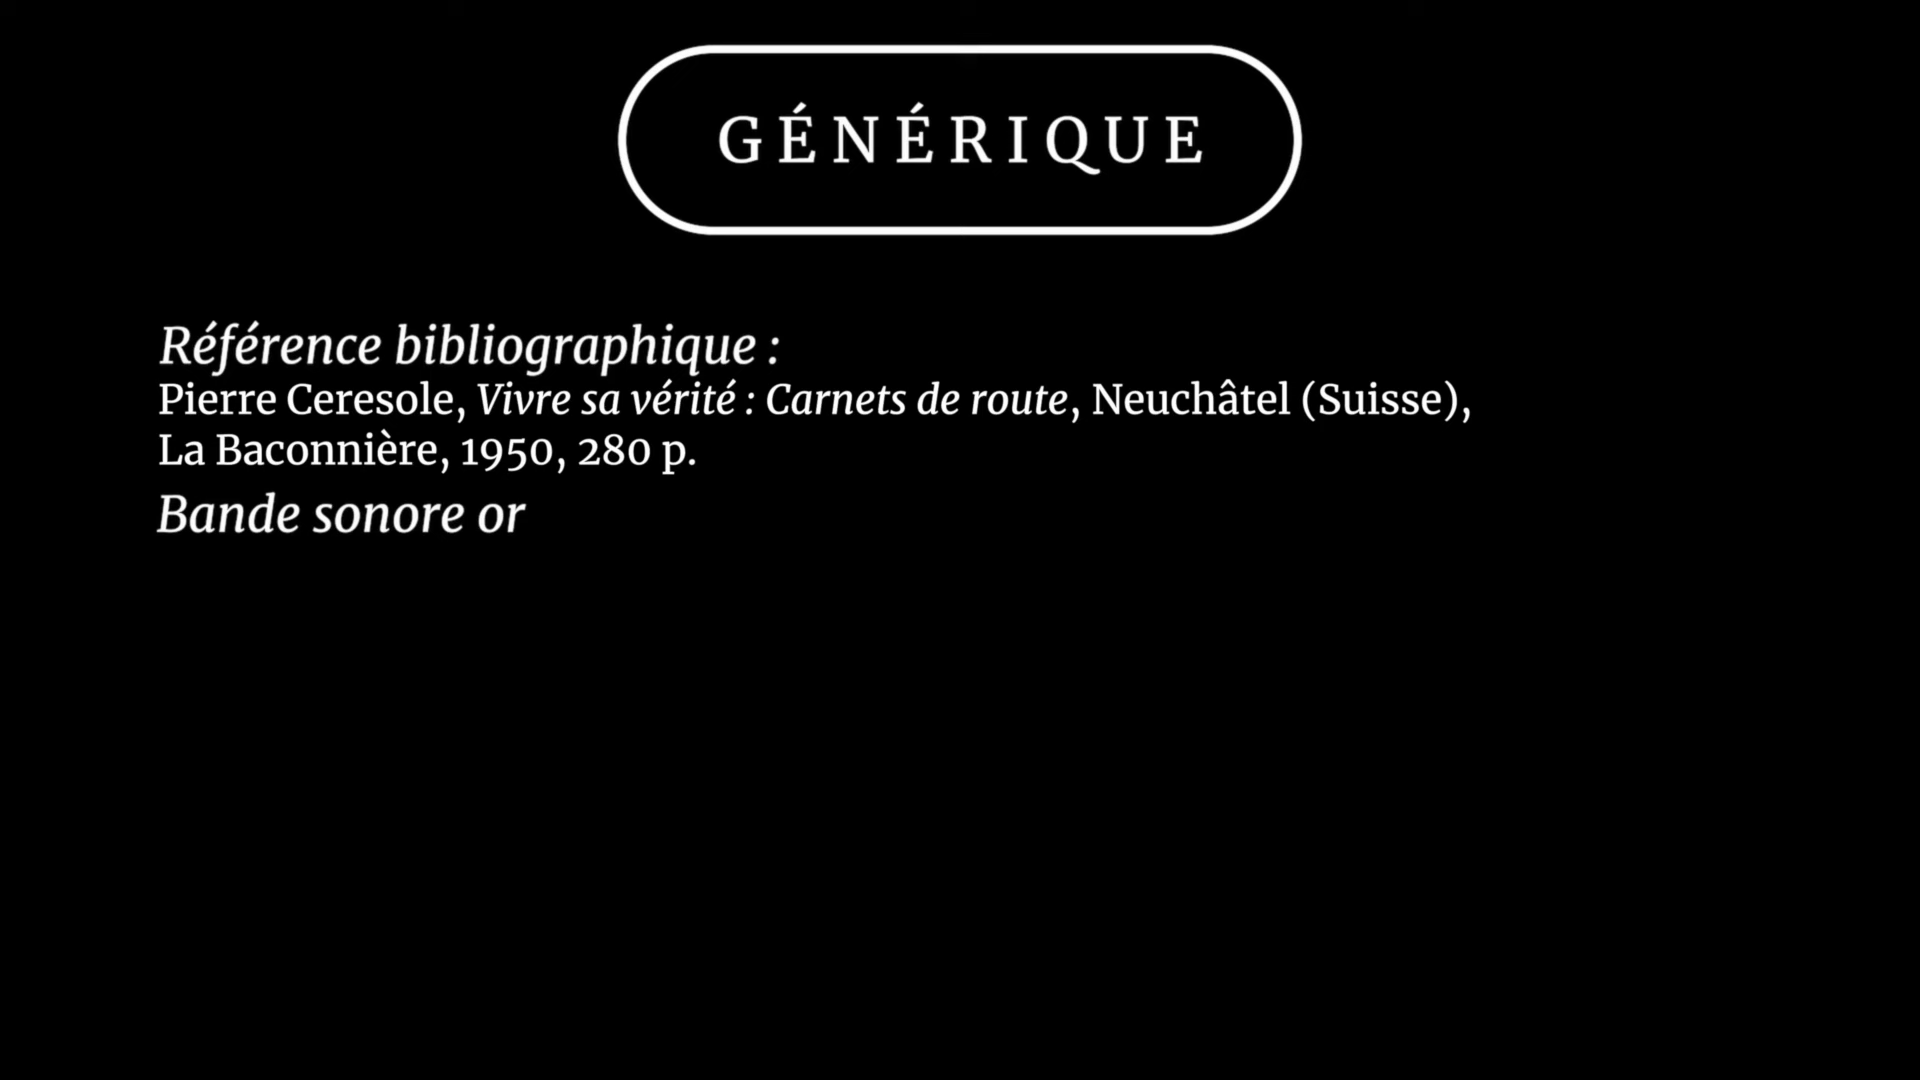 GÉNÉRIQUE
Référence bibliographique :
Pierre Ceresole, Vivre sa vérité : Carnets de route, Neuchâtel (Suisse),
La Baconnière, 1950, 280 p.
Bande sonore or